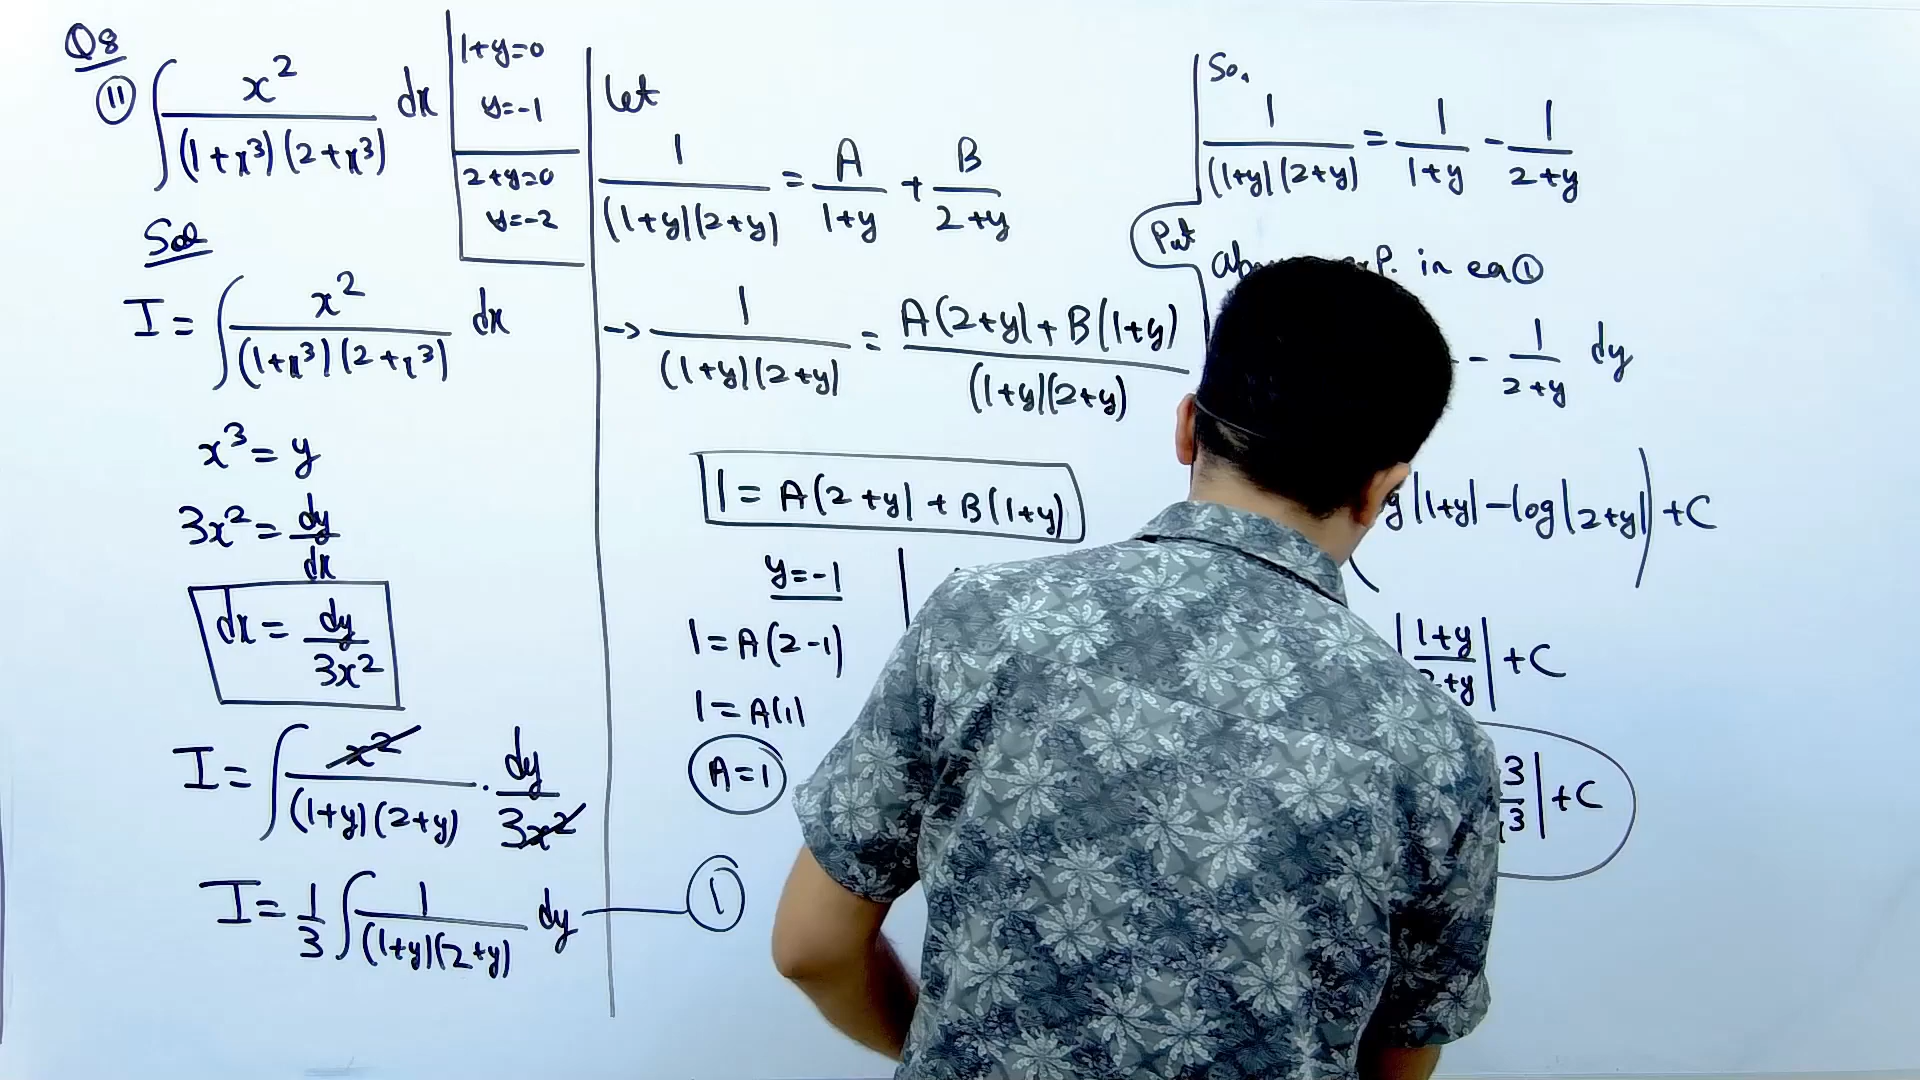 Q8
11 ∫ x² / (1+x³)(2+x³) dx
Sol
I = ∫ x² / (1+x³)(2+x³) dx
x³ = y
3x² = dy/dx
dx = dy/3x²
I = ∫ x² / (1+y)(2+y) . dy/3x²
I = 1/3 ∫ 1 / (1+y)(2+y) dy — 1
1+y=0
y=-1
2+y=0
y=-2
Let
1 / (1+y)(2+y) = A / 1+y + B / 2+y
→ 1 / (1+y)(2+y) = A(2+y) + B(1+y) / (1+y)(2+y)
1 = A(2+y) + B(1+y)
y=-1
1 = A(2-1)
1 = A(1)
A=1
So,
1 / (1+y)(2+y) = 1 / 1+y - 1 / 2+y
Put
in eq 1
- 1 / 2+y dy
|1+y| - log|2+y|) + C
|1+y / 2+y| + C
3 / 3| + C